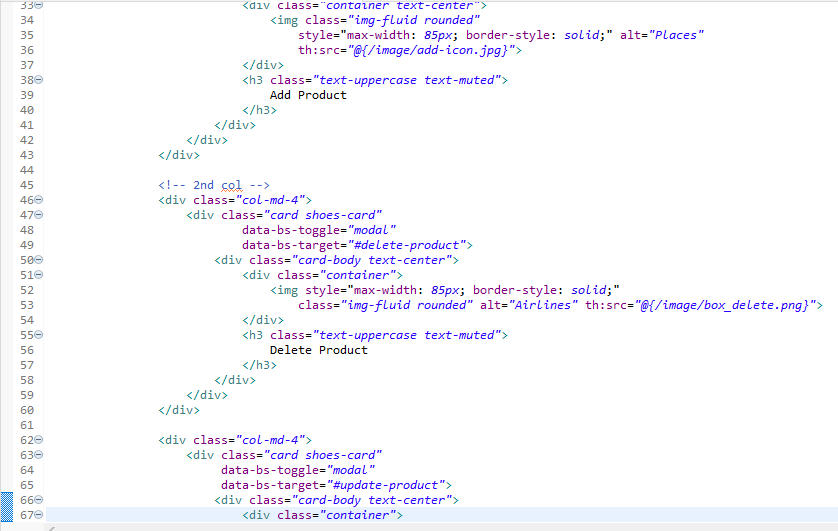 33 <div class="container text-center">
34 <img class="img-fluid rounded"
35 style="max-width: 85px; border-style: solid;" alt="Places"
36 th:src="@{/image/add-icon.jpg}">
37 </div>
38 <h3 class="text-uppercase text-muted">
39 Add Product
40 </h3>
41 </div>
42 </div>
43 </div>
44
45 <!-- 2nd col -->
46 <div class="col-md-4">
47 <div class="card shoes-card"
48 data-bs-toggle="modal"
49 data-bs-target="#delete-product">
50 <div class="card-body text-center">
51 <div class="container">
52 <img style="max-width: 85px; border-style: solid;"
53 class="img-fluid rounded" alt="Airlines" th:src="@{/image/box_delete.png}">
54 </div>
55 <h3 class="text-uppercase text-muted">
56 Delete Product
57 </h3>
58 </div>
59 </div>
60 </div>
61
62 <div class="col-md-4">
63 <div class="card shoes-card"
64 data-bs-toggle="modal"
65 data-bs-target="#update-product">
66 <div class="card-body text-center">
67 <div class="container">